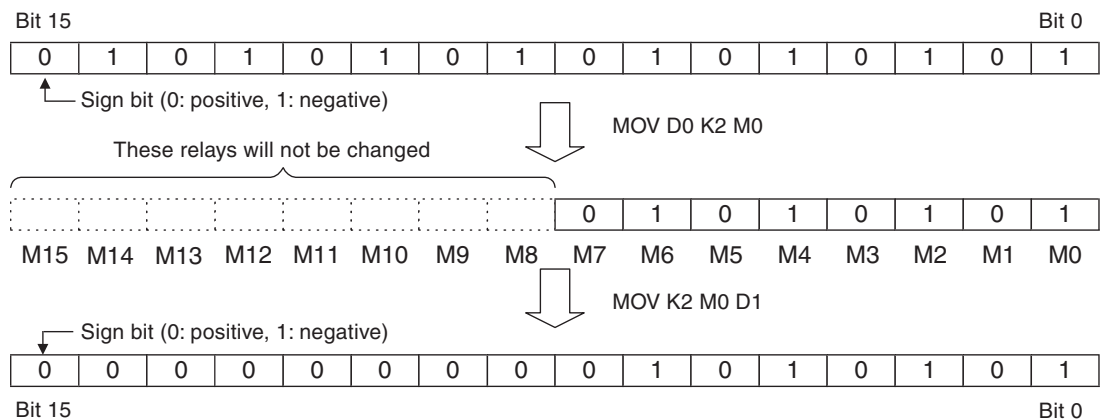 Bit 15 Bit 0
0 1 0 1 0 1 0 1 0 1 0 1 0 1 0 1
Sign bit (0: positive, 1: negative)
MOV D0 K2 M0
These relays will not be changed
0 1 0 1 0 1 0 1
M15 M14 M13 M12 M11 M10 M9 M8 M7 M6 M5 M4 M3 M2 M1 M0
MOV K2 M0 D1
Sign bit (0: positive, 1: negative)
0 0 0 0 0 0 0 0 0 1 0 1 0 1 0 1
Bit 15 Bit 0